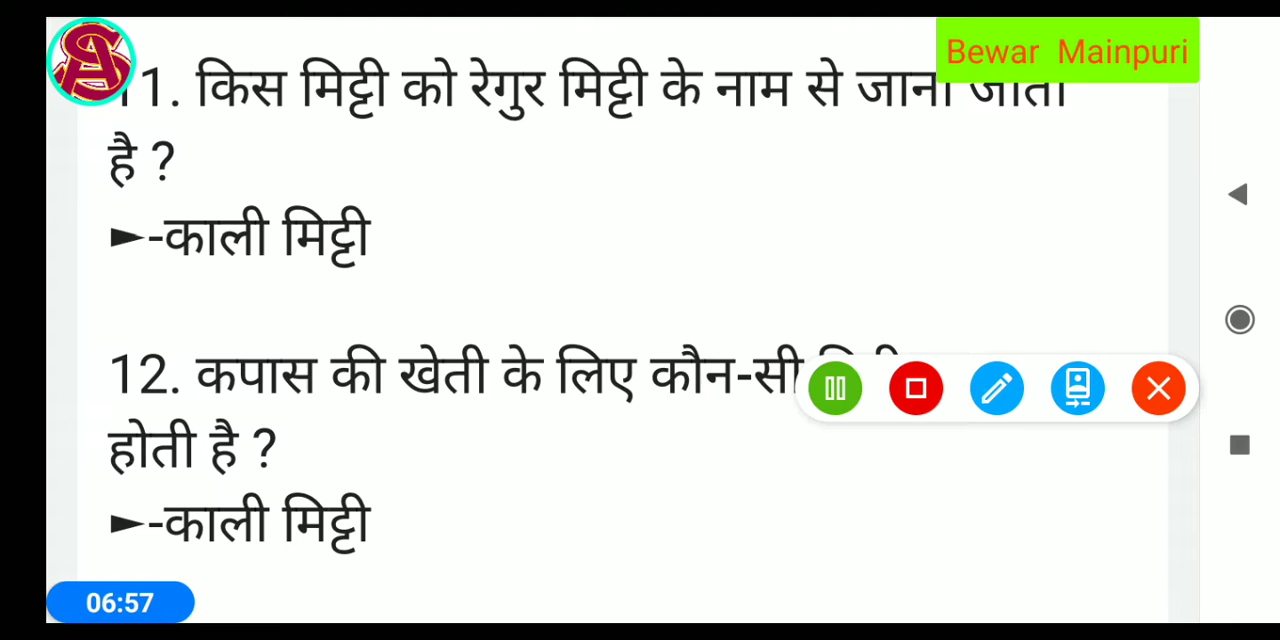 Bewar Mainpuri
11. किस मिट्टी को रेगुर मिट्टी के नाम से जाना जाता
है ?
►-काली मिट्टी
12. कपास की खेती के लिए कौन-सी
होती है ?
►-काली मिट्टी
06:57